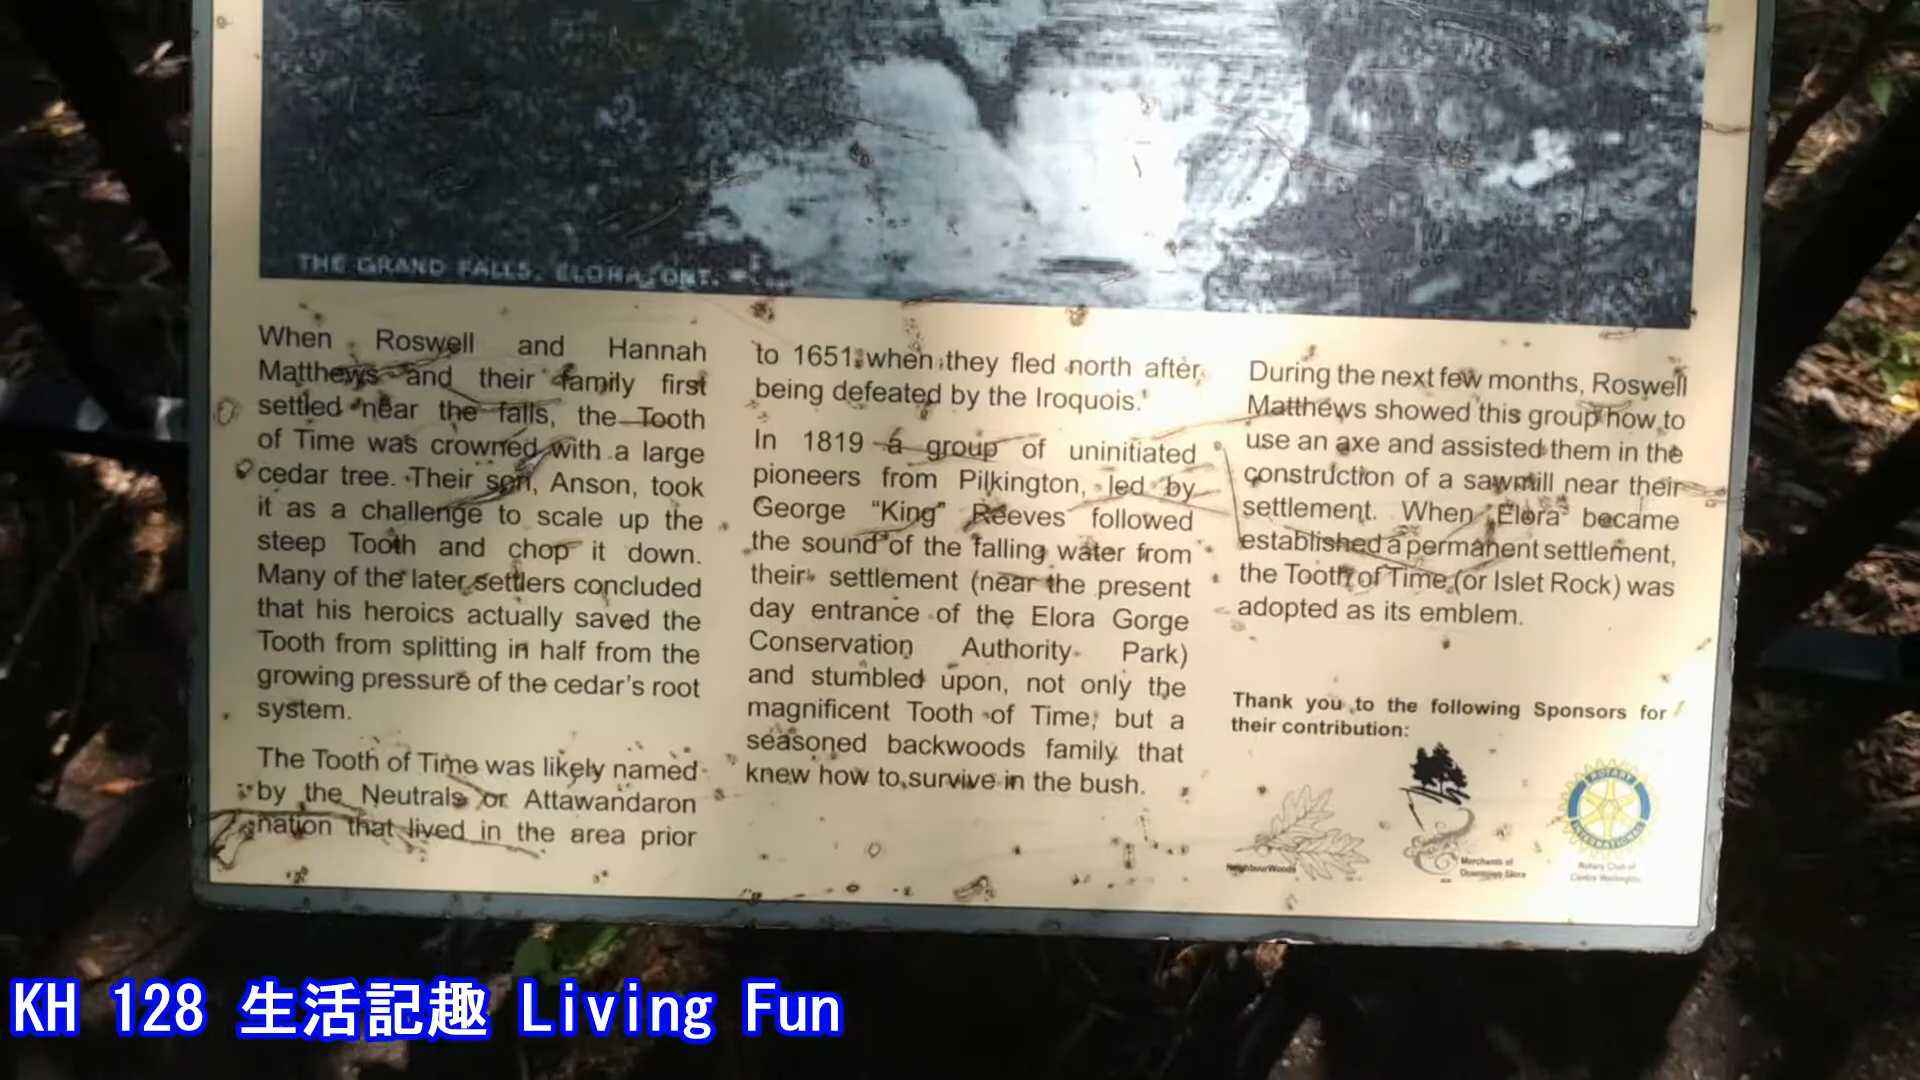 THE GRAND FALLS, ELORA, ONT.
When Roswell and Hannah
Matthews and their family first
settled near the falls, the Tooth
of Time was crowned with a large
cedar tree. Their son, Anson, took
it as a challenge to scale up the
steep Tooth and chop it down.
Many of the later settlers concluded
that his heroics actually saved the
Tooth from splitting in half from the
growing pressure of the cedar's root
system.
The Tooth of Time was likely named
by the Neutrals or Attawandaron
nation that lived in the area prior
to 1651 when they fled north after
being defeated by the Iroquois.
In 1819 a group of uninitiated
pioneers from Pilkington, led by
George “King” Reeves followed
the sound of the falling water from
their settlement (near the present
day entrance of the Elora Gorge
Conservation Authority Park)
and stumbled upon, not only the
magnificent Tooth of Time, but a
seasoned backwoods family that
knew how to survive in the bush.
During the next few months, Roswell
Matthews showed this group how to
use an axe and assisted them in the
construction of a sawmill near their
settlement. When Elora became
established a permanent settlement,
the Tooth of Time (or Islet Rock) was
adopted as its emblem.
Thank you to the following Sponsors for
their contribution:
NeighbourWoods
Merchants of
Downtown Elora
ROTARY
INTERNATIONAL
Rotary Club of
Centre Wellington
KH 128 生活記趣 Living Fun